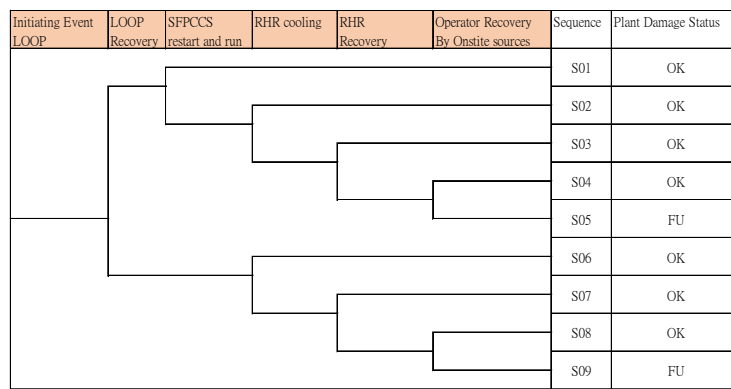 Initiating Event LOOP SFPCCS RHR cooling RHR Operator Recovery Sequence Plant Damage Status
LOOP Recovery restart and run Recovery By Onstite sources
S01 OK
S02 OK
S03 OK
S04 OK
S05 FU
S06 OK
S07 OK
S08 OK
S09 FU